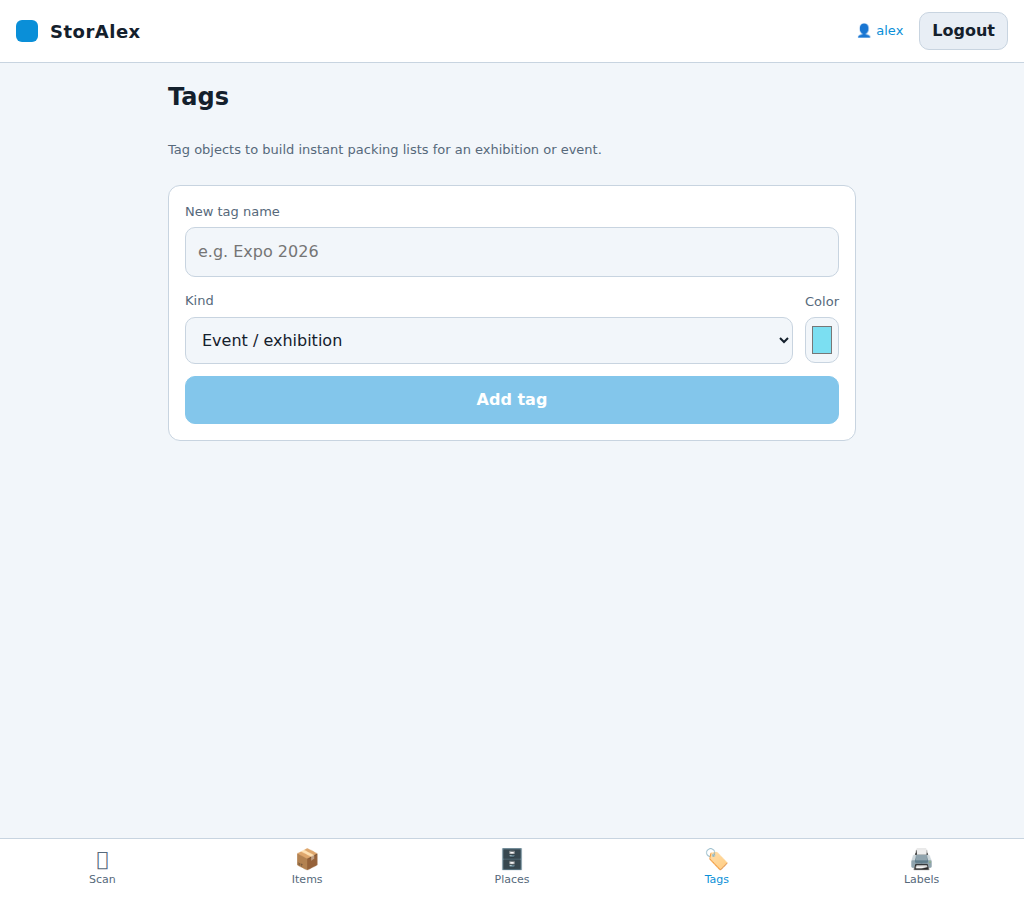 StorAlex
👤 alex
Logout
Tags
Tag objects to build instant packing lists for an exhibition or event.
New tag name
e.g. Expo 2026
Kind
Color
Event / exhibition
Add tag
Scan
Items
Places
Tags
Labels